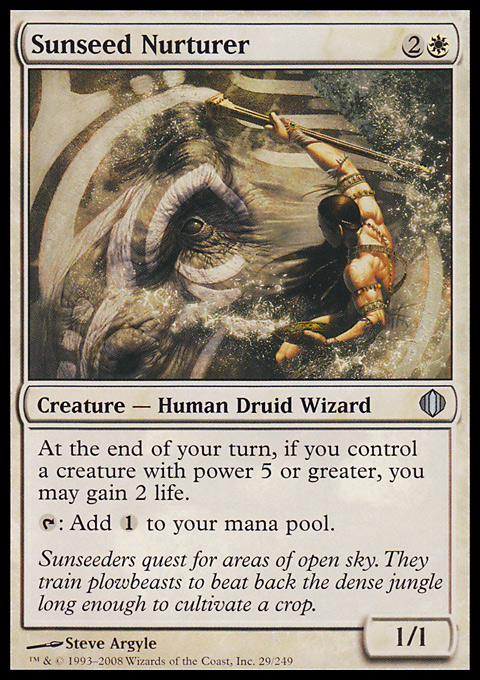 Sunseed Nurturer 2
Creature — Human Druid Wizard
At the end of your turn, if you control
a creature with power 5 or greater, you
may gain 2 life.
: Add 1 to your mana pool.
Sunseeders quest for areas of open sky. They
train plowbeasts to beat back the dense jungle
long enough to cultivate a crop.
Steve Argyle
1/1
™ & © 1993–2008 Wizards of the Coast, Inc. 29/249